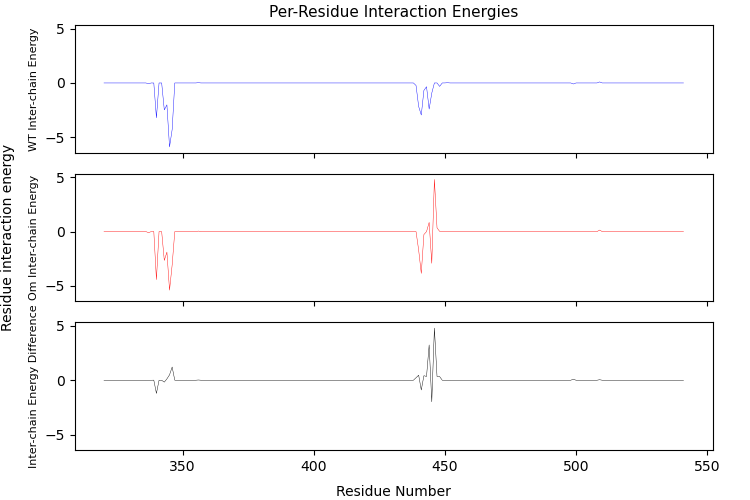 Per-Residue Interaction Energies
Residue interaction energy
WT Inter-chain Energy
5
0
−5
Om Inter-chain Energy
5
0
−5
Inter-chain Energy Difference
5
0
−5
350
400
450
500
550
Residue Number